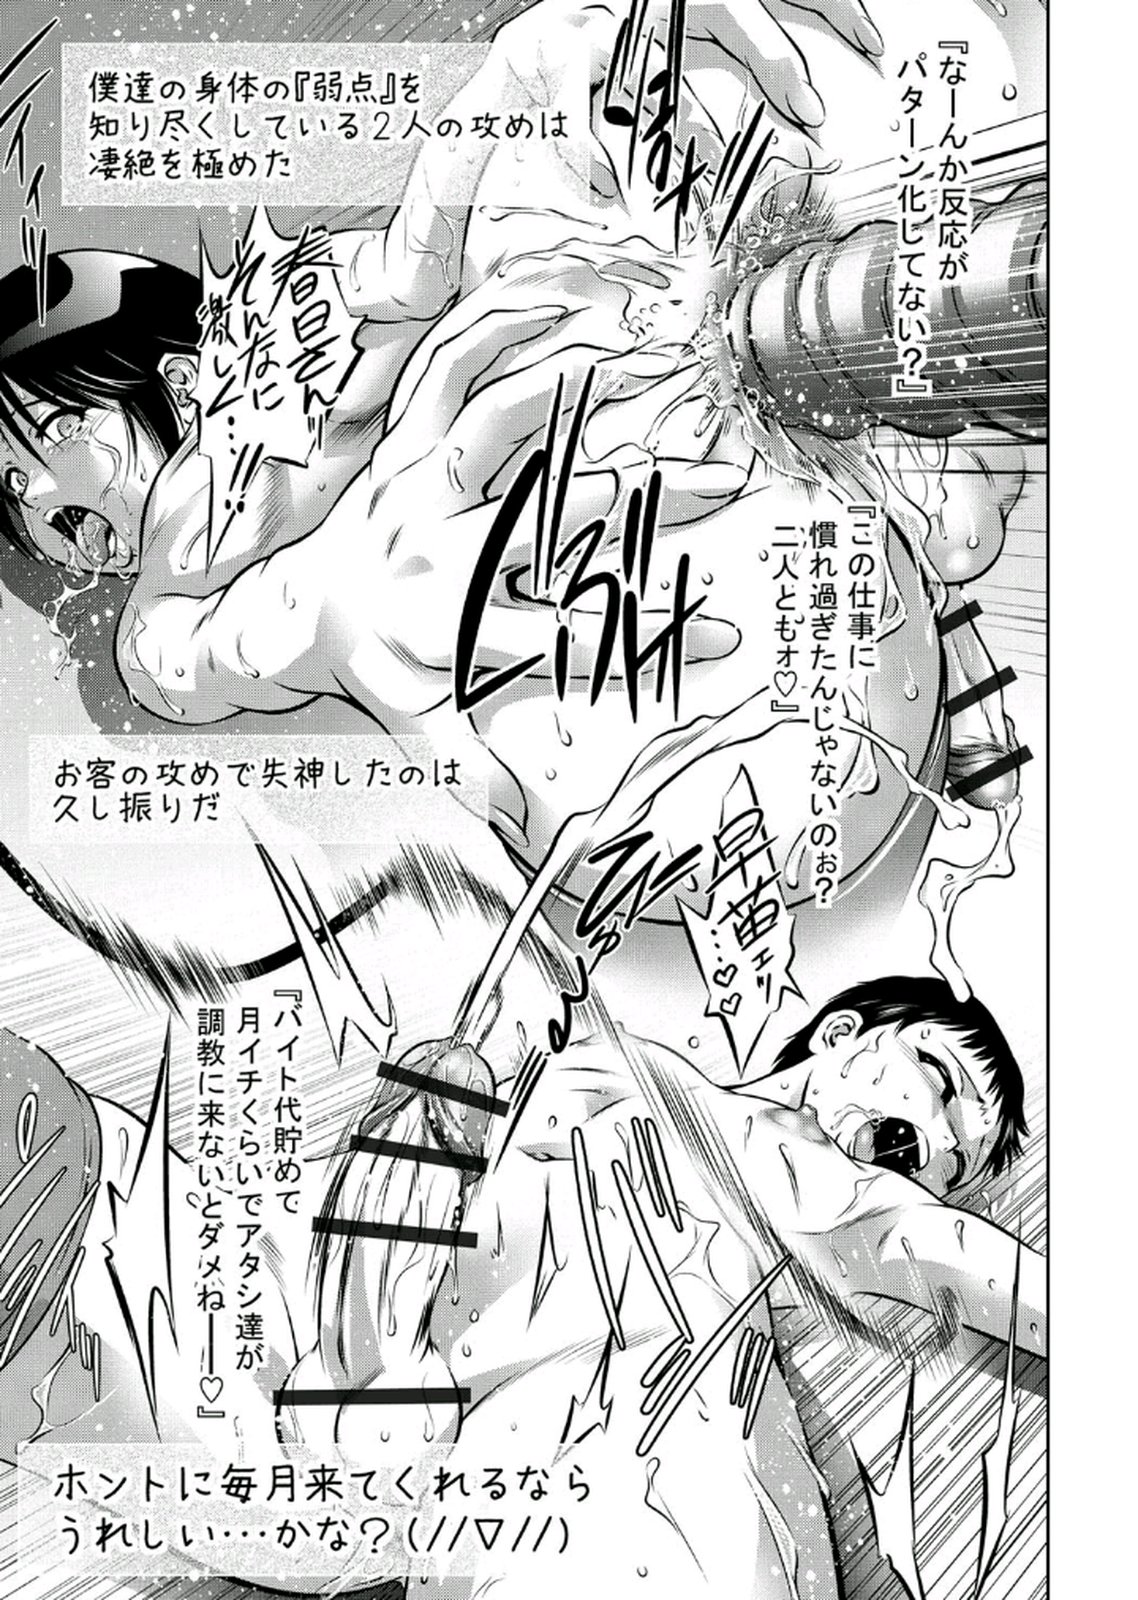 『なーんか反応が
パターン化してない？』
僕達の身体の『弱点』を
知り尽くしている２人の攻めは
凄絶を極めた
春日さん
そんなに
激しく…
『この仕事に
慣れ過ぎたんじゃないのぉ？
二人ともォ♡』
お客の攻めで失神したのは
久し振りだ
早苗ェッ
…♡♡
『バイト代貯めて
月イチくらいでアタシ達が
調教に来ないとダメね――♡』
ホントに毎月来てくれるなら
うれしい…かな？(//∇//)